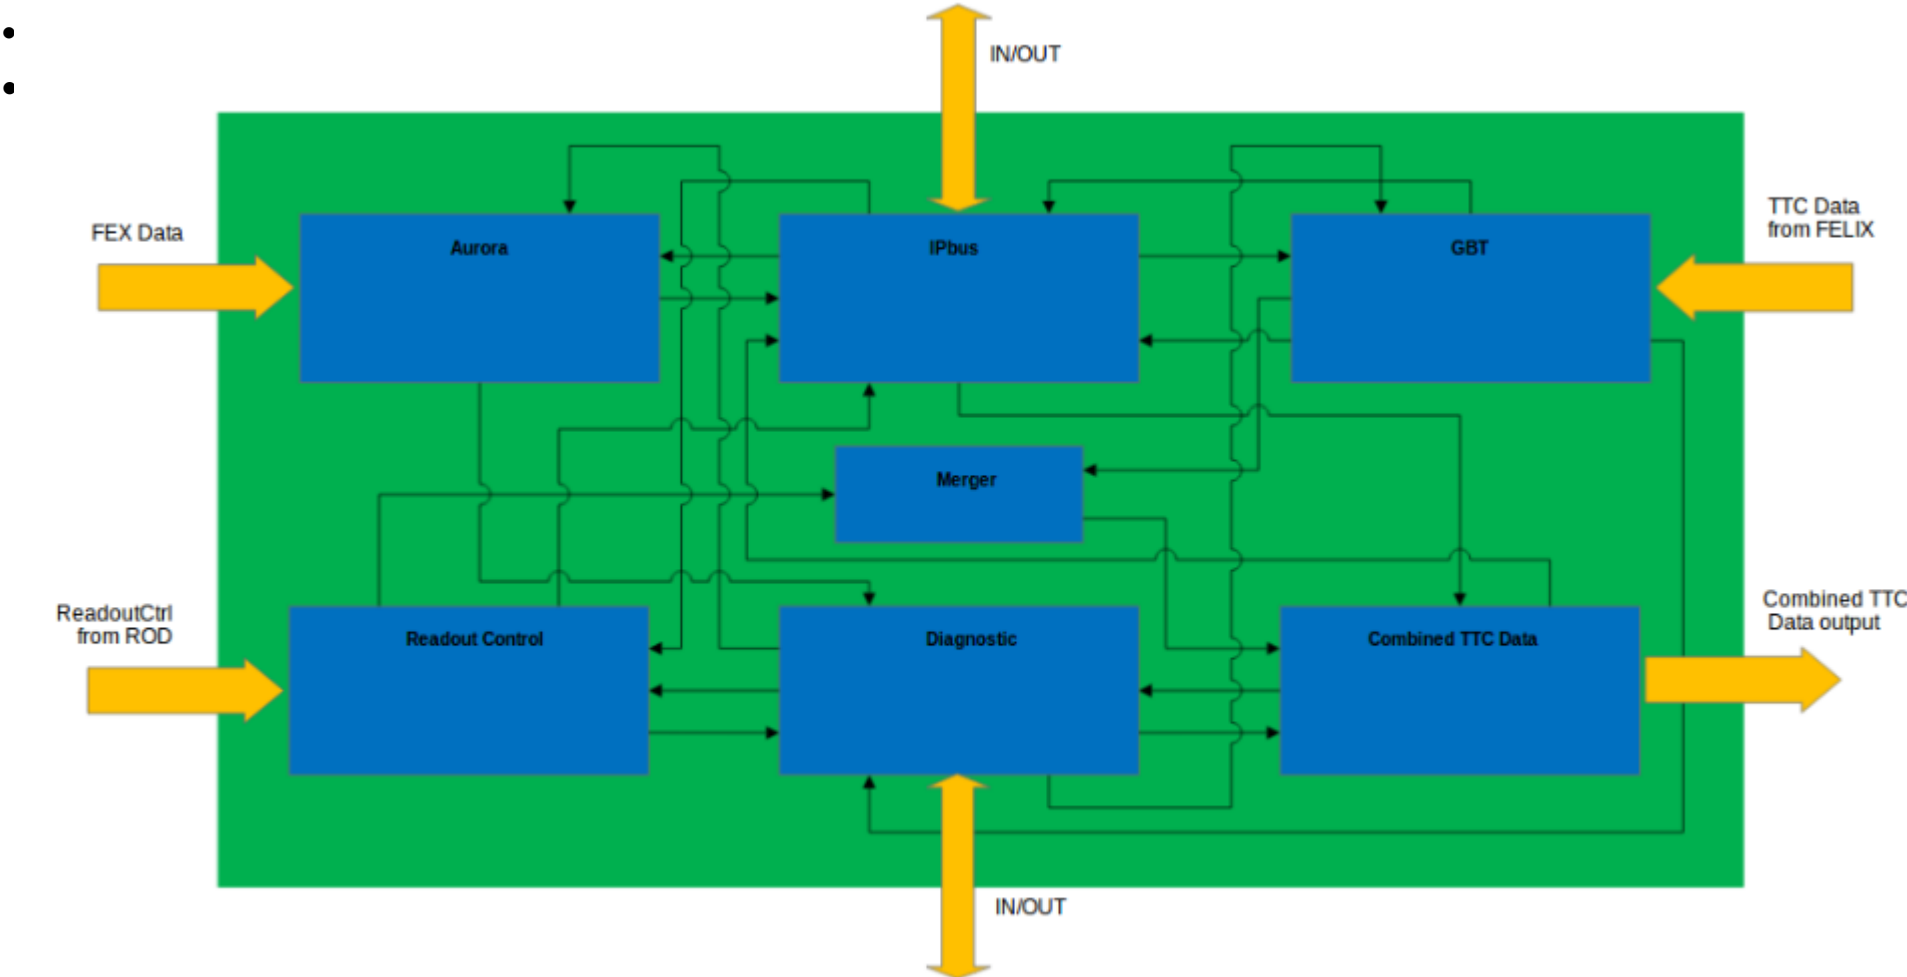 IN/OUT
FEX Data
Aurora
IPbus
GBT
TTC Data
from FELIX
Merger
ReadoutCtrl
from ROD
Readout Control
Diagnostic
Combined TTC Data
Combined TTC
Data output
IN/OUT